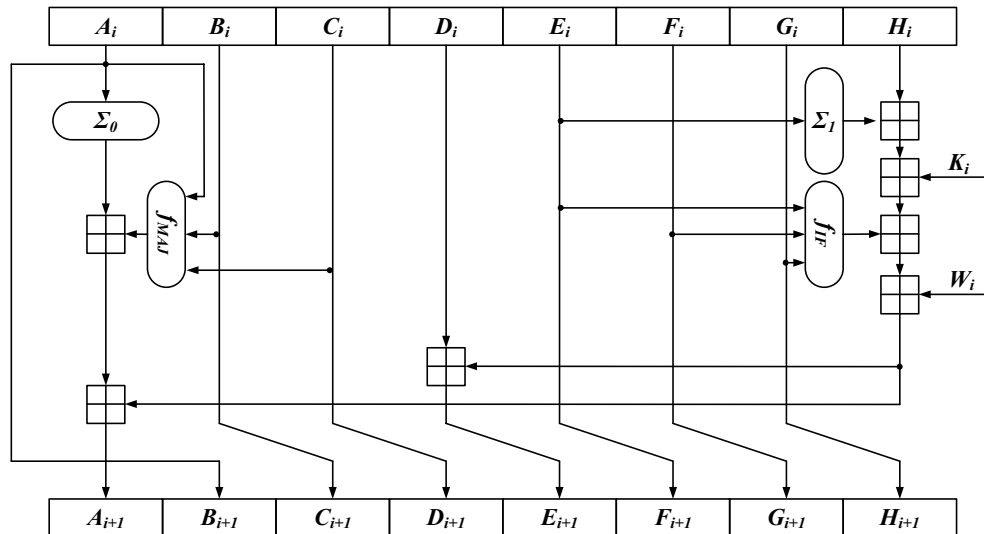 A_i B_i C_i D_i E_i F_i G_i H_i
Σ_0
Σ_1
K_i
f_MAJ
f_IF
W_i
A_{i+1} B_{i+1} C_{i+1} D_{i+1} E_{i+1} F_{i+1} G_{i+1} H_{i+1}